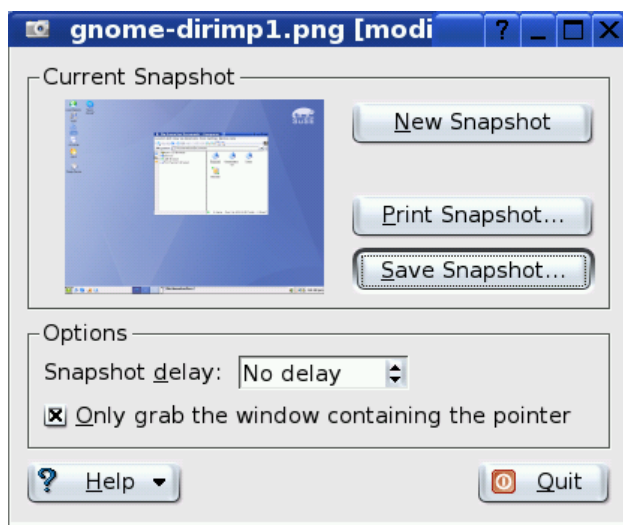 gnome-dirimp1.png [modi
?
Current Snapshot
SUSE
New Snapshot
Print Snapshot...
Save Snapshot...
Options
Snapshot delay: No delay
Only grab the window containing the pointer
? Help
Quit